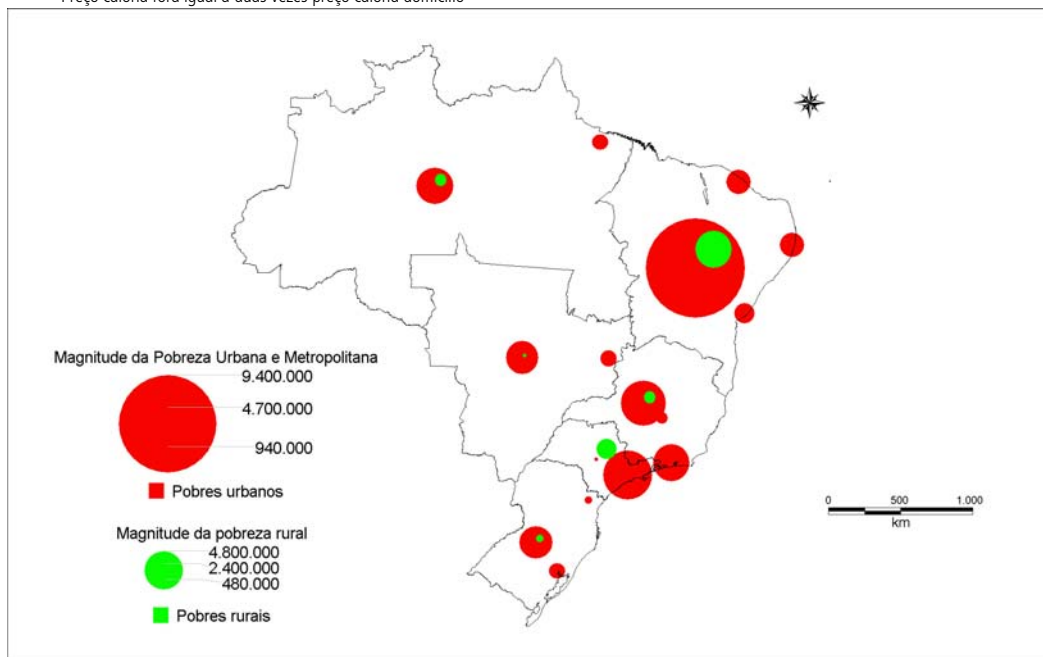 Preço caloria fora igual a duas vezes preço caloria domicílio
Magnitude da Pobreza Urbana e Metropolitana
9.400.000
4.700.000
940.000
Pobres urbanos
Magnitude da pobreza rural
4.800.000
2.400.000
480.000
Pobres rurais
0 500 1.000
km